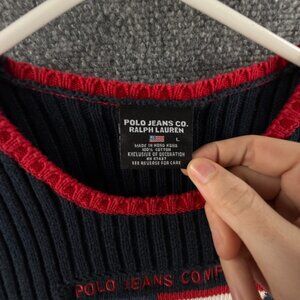 POLO JEANS CO.
RALPH LAUREN
L
MADE IN HONG KONG
100% COTTON
EXCLUSIVE OF DECORATION
RN 41381
SEE REVERSE FOR CARE
POLO JEANS COMP